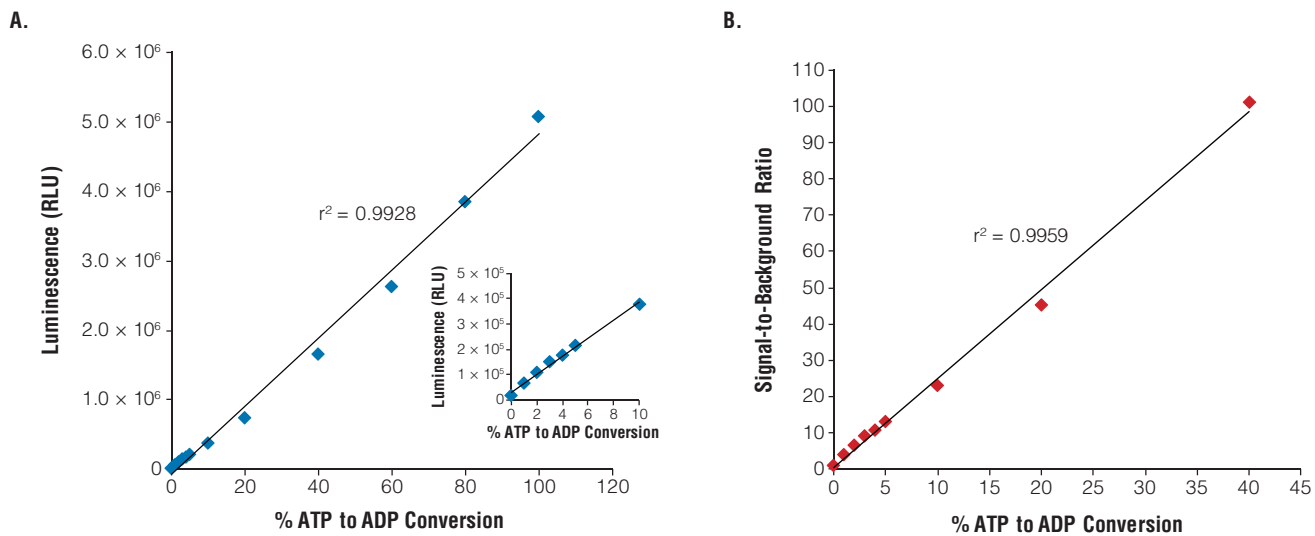 A.
6.0 × 10⁶
5.0 × 10⁶
4.0 × 10⁶
3.0 × 10⁶
2.0 × 10⁶
1.0 × 10⁶
0
Luminescence (RLU)
r² = 0.9928
0 20 40 60 80 100 120
% ATP to ADP Conversion
5 × 10⁵
4 × 10⁵
3 × 10⁵
2 × 10⁵
1 × 10⁵
0
Luminescence (RLU)
0 2 4 6 8 10
% ATP to ADP Conversion
B.
110
100
90
80
70
60
50
40
30
20
10
0
Signal-to-Background Ratio
r² = 0.9959
0 5 10 15 20 25 30 35 40 45
% ATP to ADP Conversion